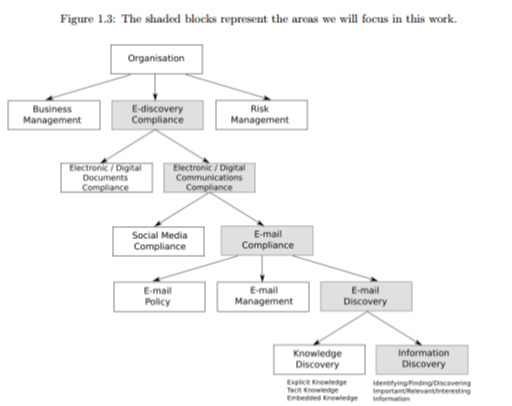 Figure 1.3: The shaded blocks represent the areas we will focus in this work.
Organisation
Business
Management
E-discovery
Compliance
Risk
Management
Electronic / Digital
Documents
Compliance
Electronic / Digital
Communications
Compliance
Social Media
Compliance
E-mail
Compliance
E-mail
Policy
E-mail
Management
E-mail
Discovery
Knowledge
Discovery
Information
Discovery
Explicit Knowledge
Tacit Knowledge
Embedded Knowledge
Identifying/Finding/Discovering
Important/Relevant/Interesting
Information